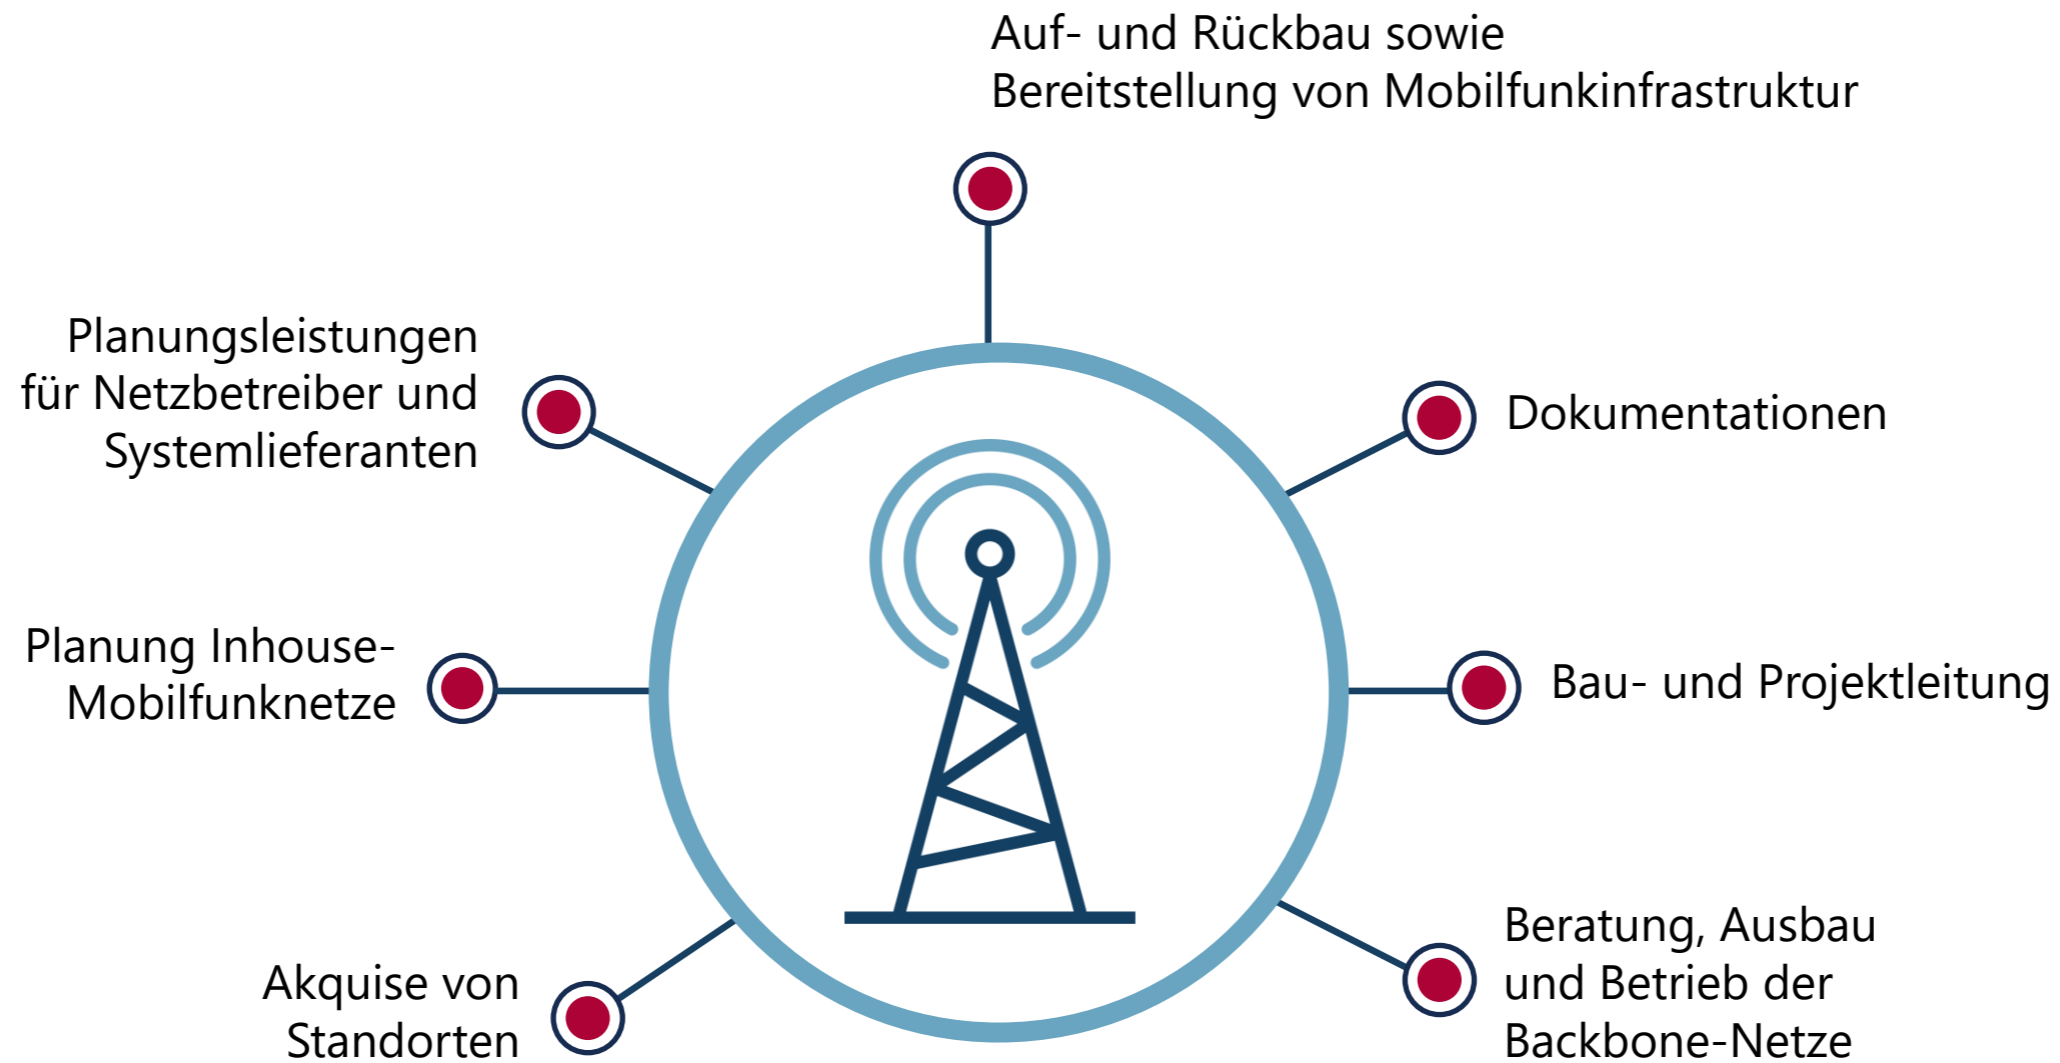 Auf- und Rückbau sowie
Bereitstellung von Mobilfunkinfrastruktur
Planungsleistungen
für Netzbetreiber und
Systemlieferanten
Dokumentationen
Planung Inhouse-
Mobilfunknetze
Bau- und Projektleitung
Akquise von
Standorten
Beratung, Ausbau
und Betrieb der
Backbone-Netze